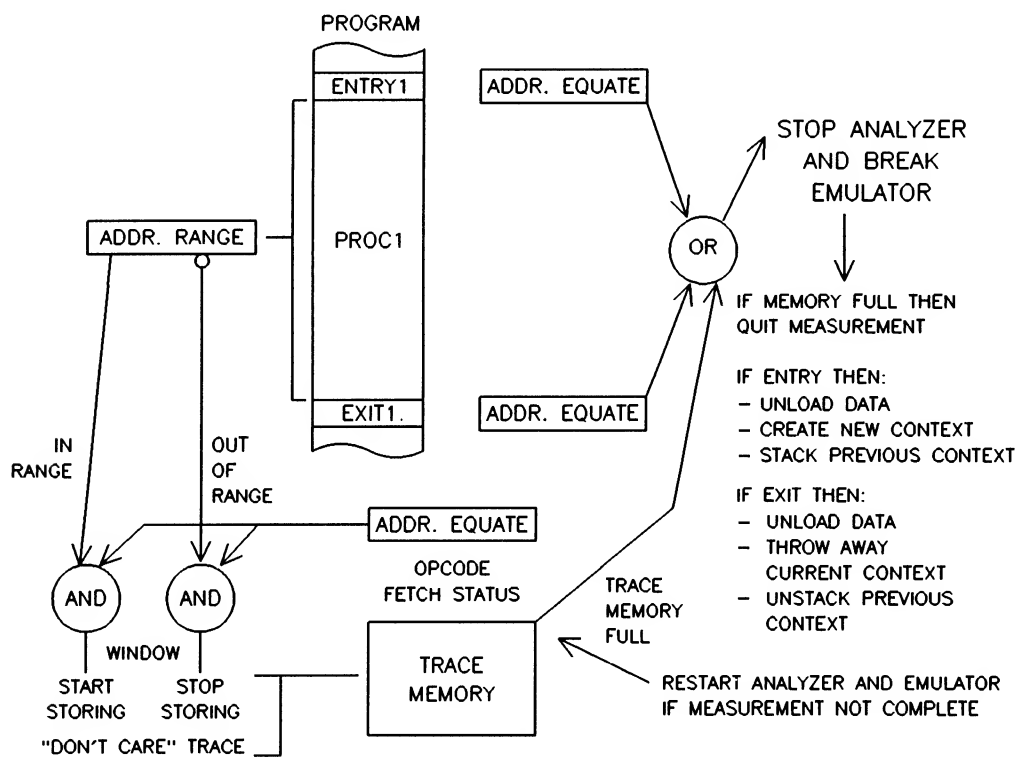 PROGRAM
ENTRY1
PROC1
EXIT1.
ADDR. EQUATE
STOP ANALYZER
AND BREAK
EMULATOR
ADDR. RANGE
OR
IF MEMORY FULL THEN
QUIT MEASUREMENT
IF ENTRY THEN:
- UNLOAD DATA
- CREATE NEW CONTEXT
- STACK PREVIOUS CONTEXT
ADDR. EQUATE
IN
RANGE
OUT
OF
RANGE
IF EXIT THEN:
- UNLOAD DATA
- THROW AWAY
CURRENT CONTEXT
- UNSTACK PREVIOUS
CONTEXT
ADDR. EQUATE
OPCODE
FETCH STATUS
AND
AND
TRACE
MEMORY
FULL
WINDOW
START
STORING
STOP
STORING
TRACE
MEMORY
RESTART ANALYZER AND EMULATOR
IF MEASUREMENT NOT COMPLETE
"DON'T CARE" TRACE